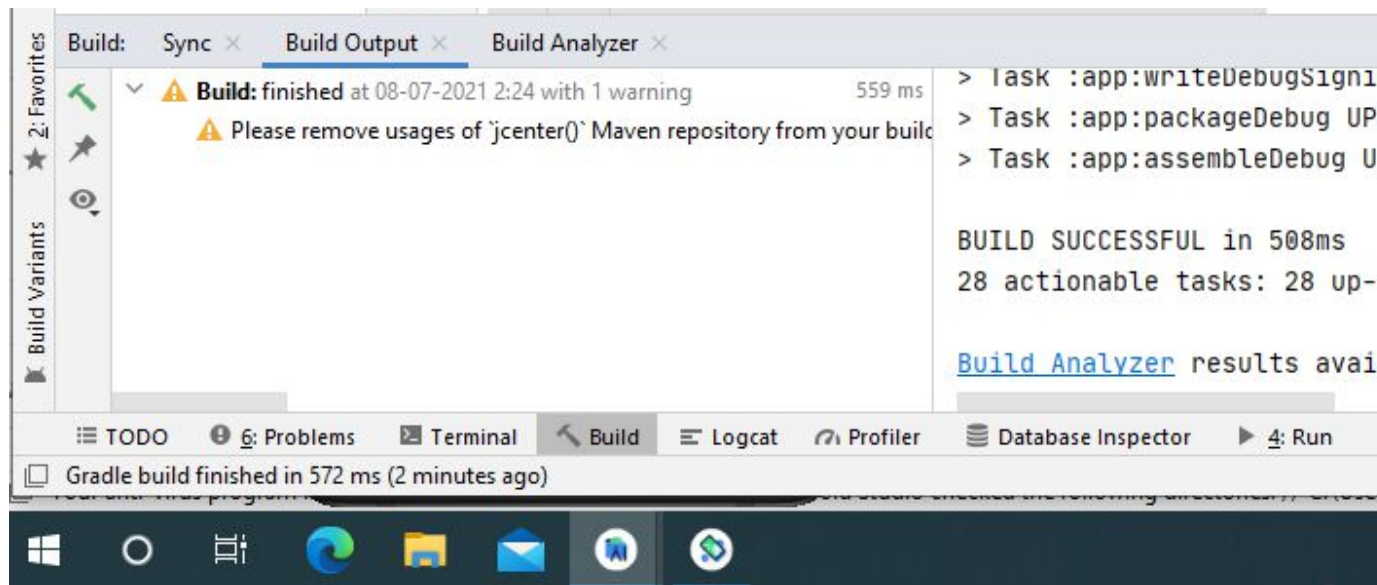 Build: Sync Build Output Build Analyzer
2: Favorites
Build Variants
Build: finished at 08-07-2021 2:24 with 1 warning 559 ms
Please remove usages of `jcenter()` Maven repository from your build
> Task :app:writeDebugSigni
> Task :app:packageDebug UP
> Task :app:assembleDebug U
BUILD SUCCESSFUL in 508ms
28 actionable tasks: 28 up-
Build Analyzer results avai
TODO 6: Problems Terminal Build Logcat Profiler Database Inspector 4: Run
Gradle build finished in 572 ms (2 minutes ago)